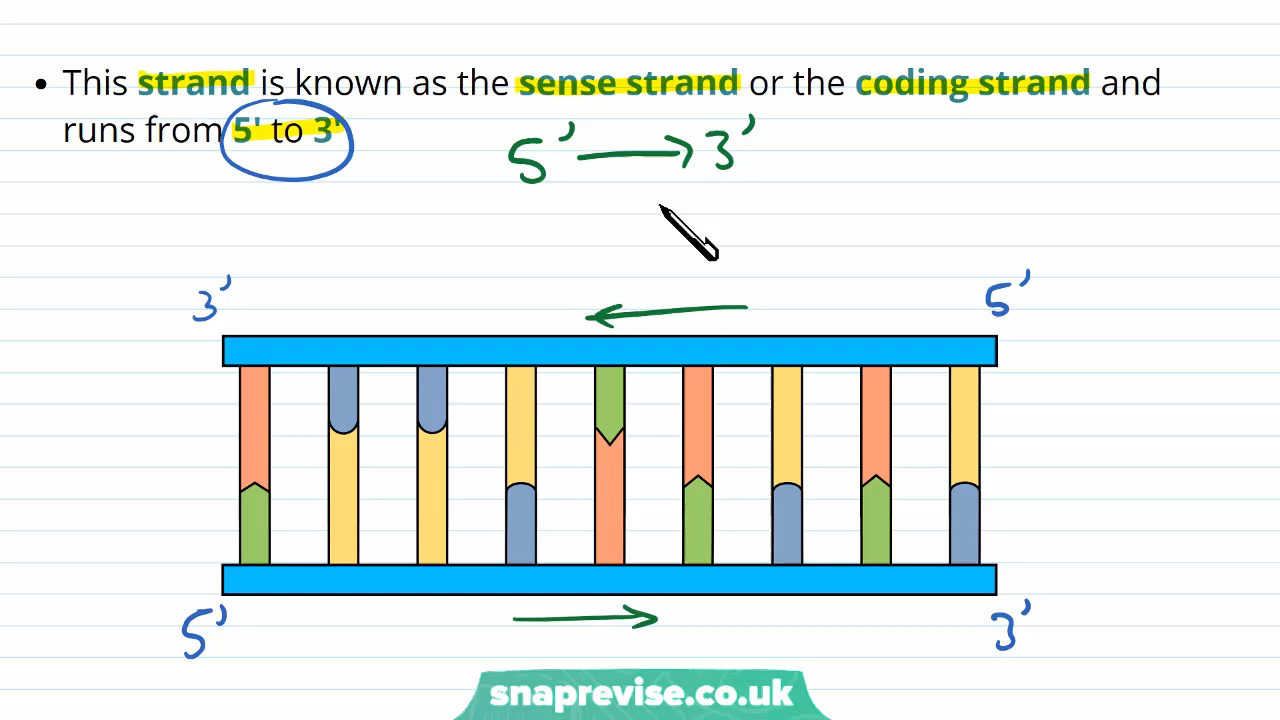 • This strand is known as the sense strand or the coding strand and
runs from 5' to 3'
5' → 3'
3' 5'
5' 3'
snaprevise.co.uk